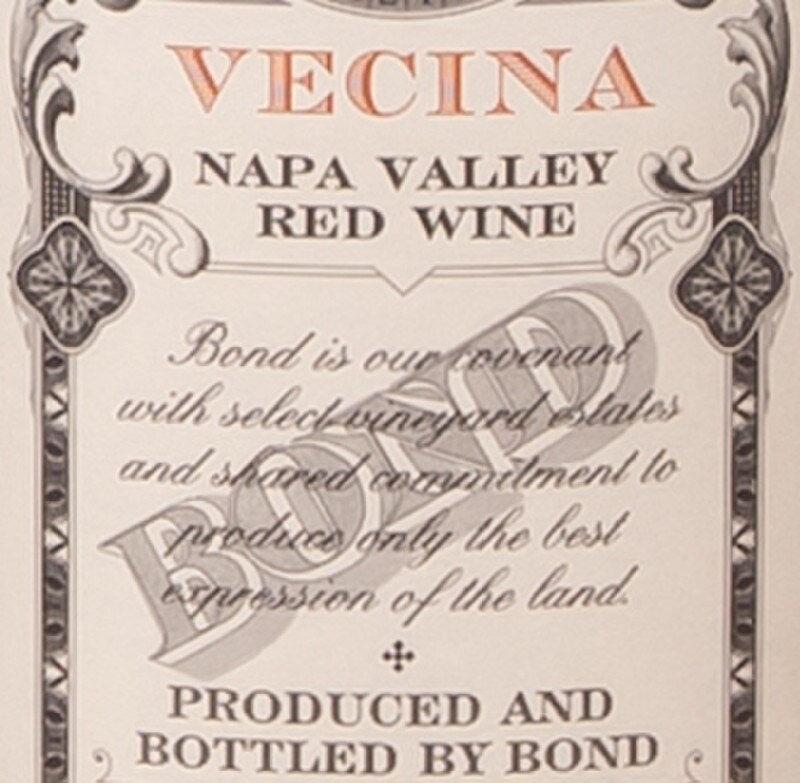 VECINA
NAPA VALLEY
RED WINE
Bond is our covenant
with select vineyard estates
and shared commitment to
produce only the best
expression of the land.
BOND
PRODUCED AND
BOTTLED BY BOND